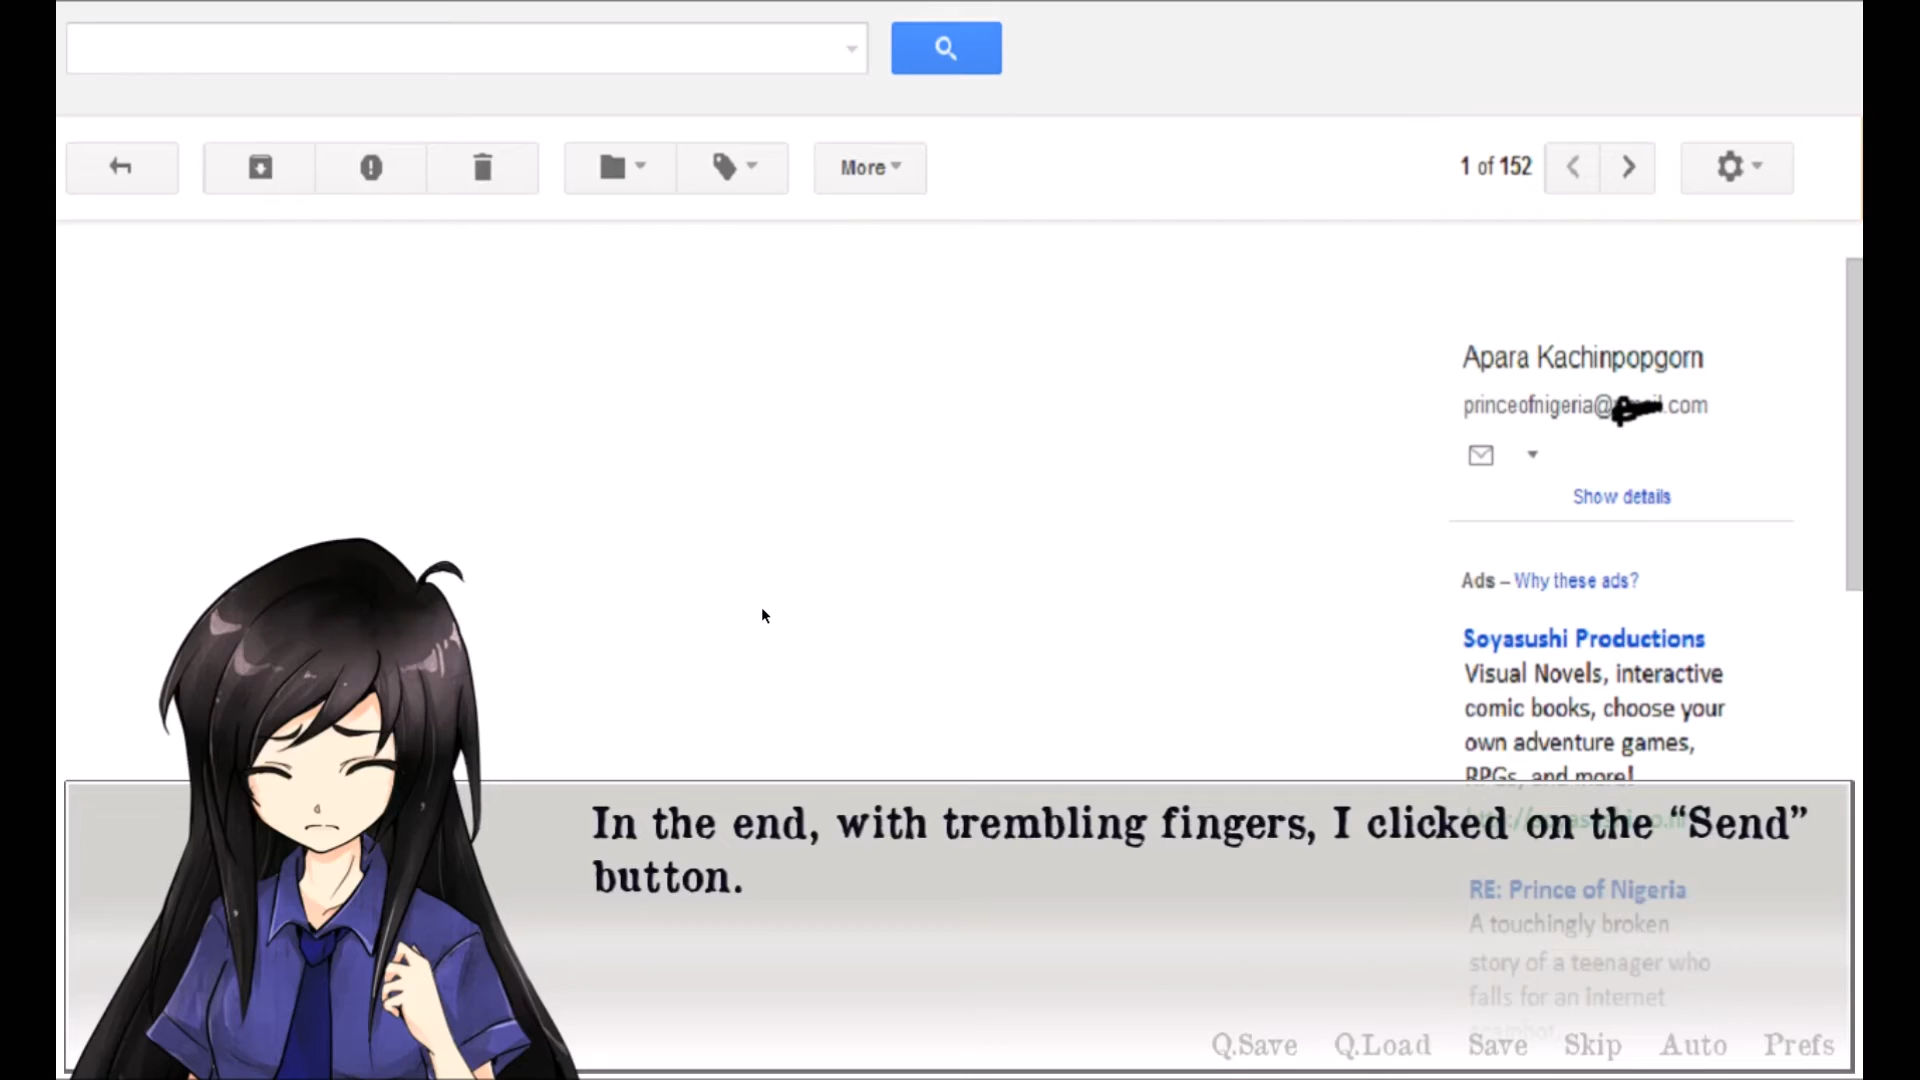 More
1 of 152
Apara Kachinpopgorn
princeofnigeria@ .com
Show details
Ads – Why these ads?
Soyasushi Productions
Visual Novels, interactive
comic books, choose your
own adventure games,
RPGs, and more!
In the end, with trembling fingers, I clicked on the “Send”
button.
RE: Prince of Nigeria
A touchingly broken
story of a teenager who
falls for an Internet
Q.Save Q.Load Save Skip Auto Prefs